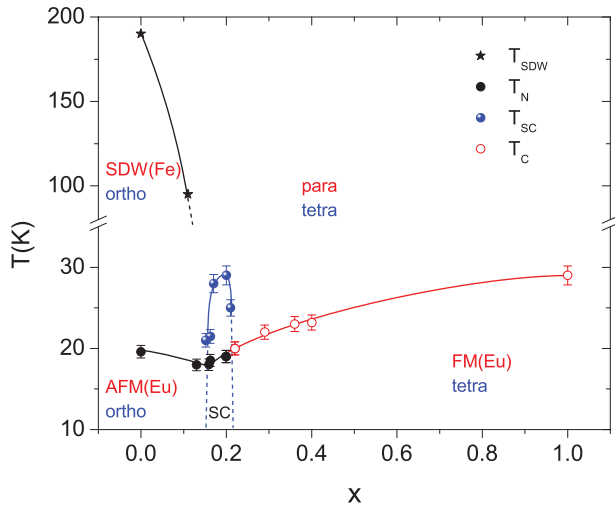 200
150
100
30
20
10
T(K)
T_SDW
T_N
T_SC
T_C
SDW(Fe)
ortho
para
tetra
AFM(Eu)
ortho
SC
FM(Eu)
tetra
0.0 0.2 0.4 0.6 0.8 1.0
x